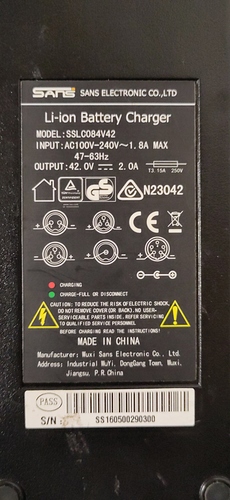 SANS SANS ELECTRONIC CO.,LTD
Li-ion Battery Charger
MODEL:SSLC084V42
INPUT:AC100V-240V~1.8A MAX
47-63Hz
OUTPUT:42.0V 2.0A
T3.15A 250V
GS N23042
CE
CHARGING
CHARGE-FULL OR DISCONNECT
CAUTION: TO REDUCE THE RISK OF ELECTRIC SHOCK,
DO NOT REMOVE COVER (OR BACK). NO USER-
SERVICEABLE PARTS INSIDE. REFER SERVICING
TO QUALIFIED SERVICE PERSONNEL.
BEFORE CHARGING READ THE INSTRUCTIONS!
MADE IN CHINA
Manufacturer: Wuxi Sans Electronic Co., Ltd.
Address: Industrial WuYi, DongGang Town, Wuxi,
Jiangsu, P.R.China
PASS
S/N: SS160500290300